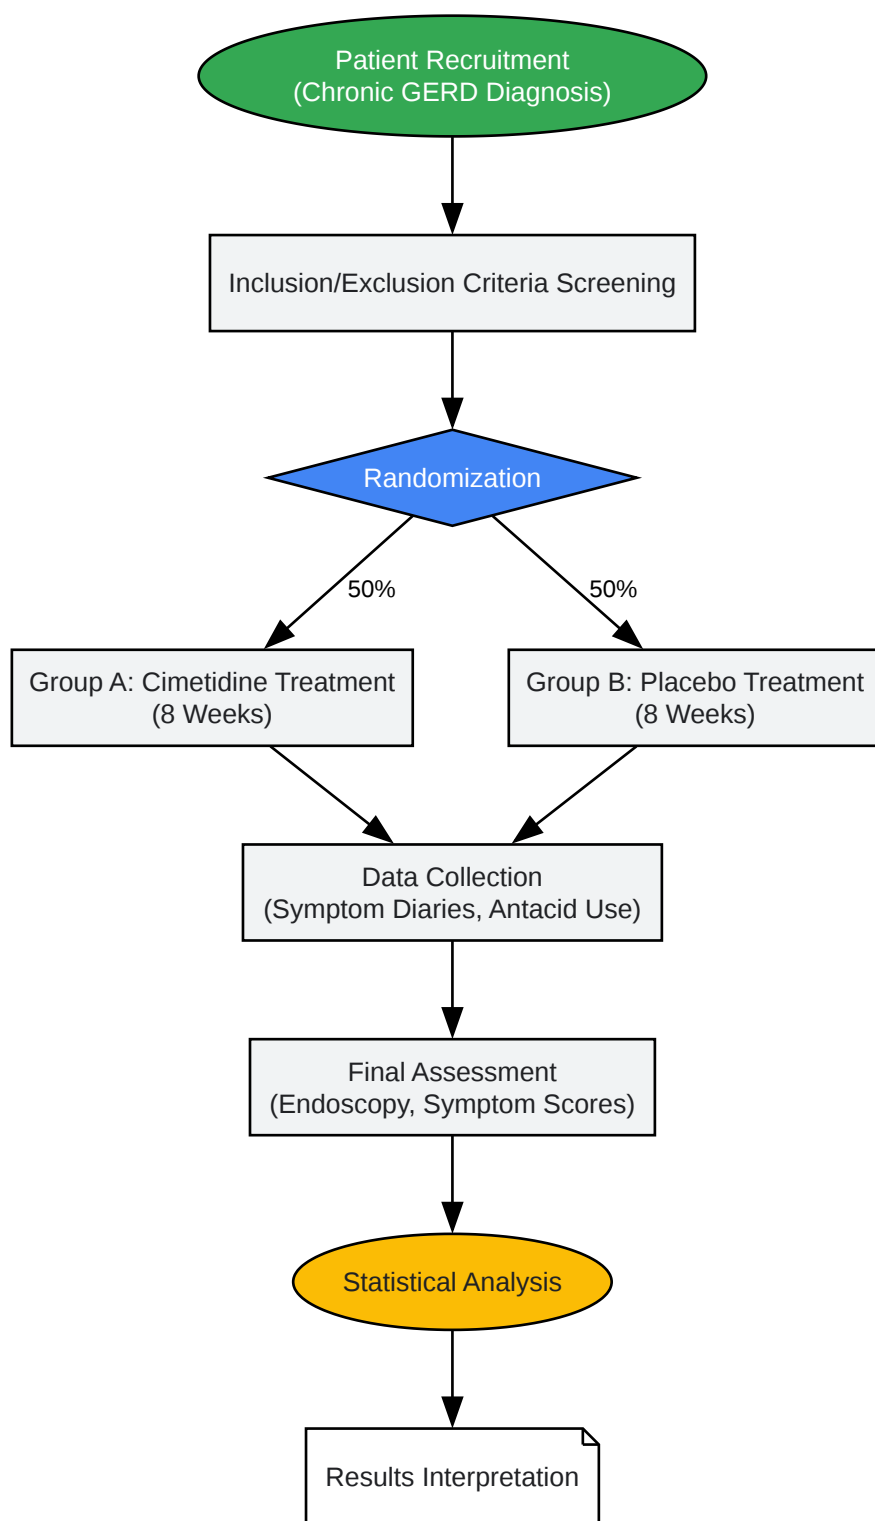 Patient Recruitment
(Chronic GERD Diagnosis)
Inclusion/Exclusion Criteria Screening
Randomization
50%
50%
Group A: Cimetidine Treatment
(8 Weeks)
Group B: Placebo Treatment
(8 Weeks)
Data Collection
(Symptom Diaries, Antacid Use)
Final Assessment
(Endoscopy, Symptom Scores)
Statistical Analysis
Results Interpretation